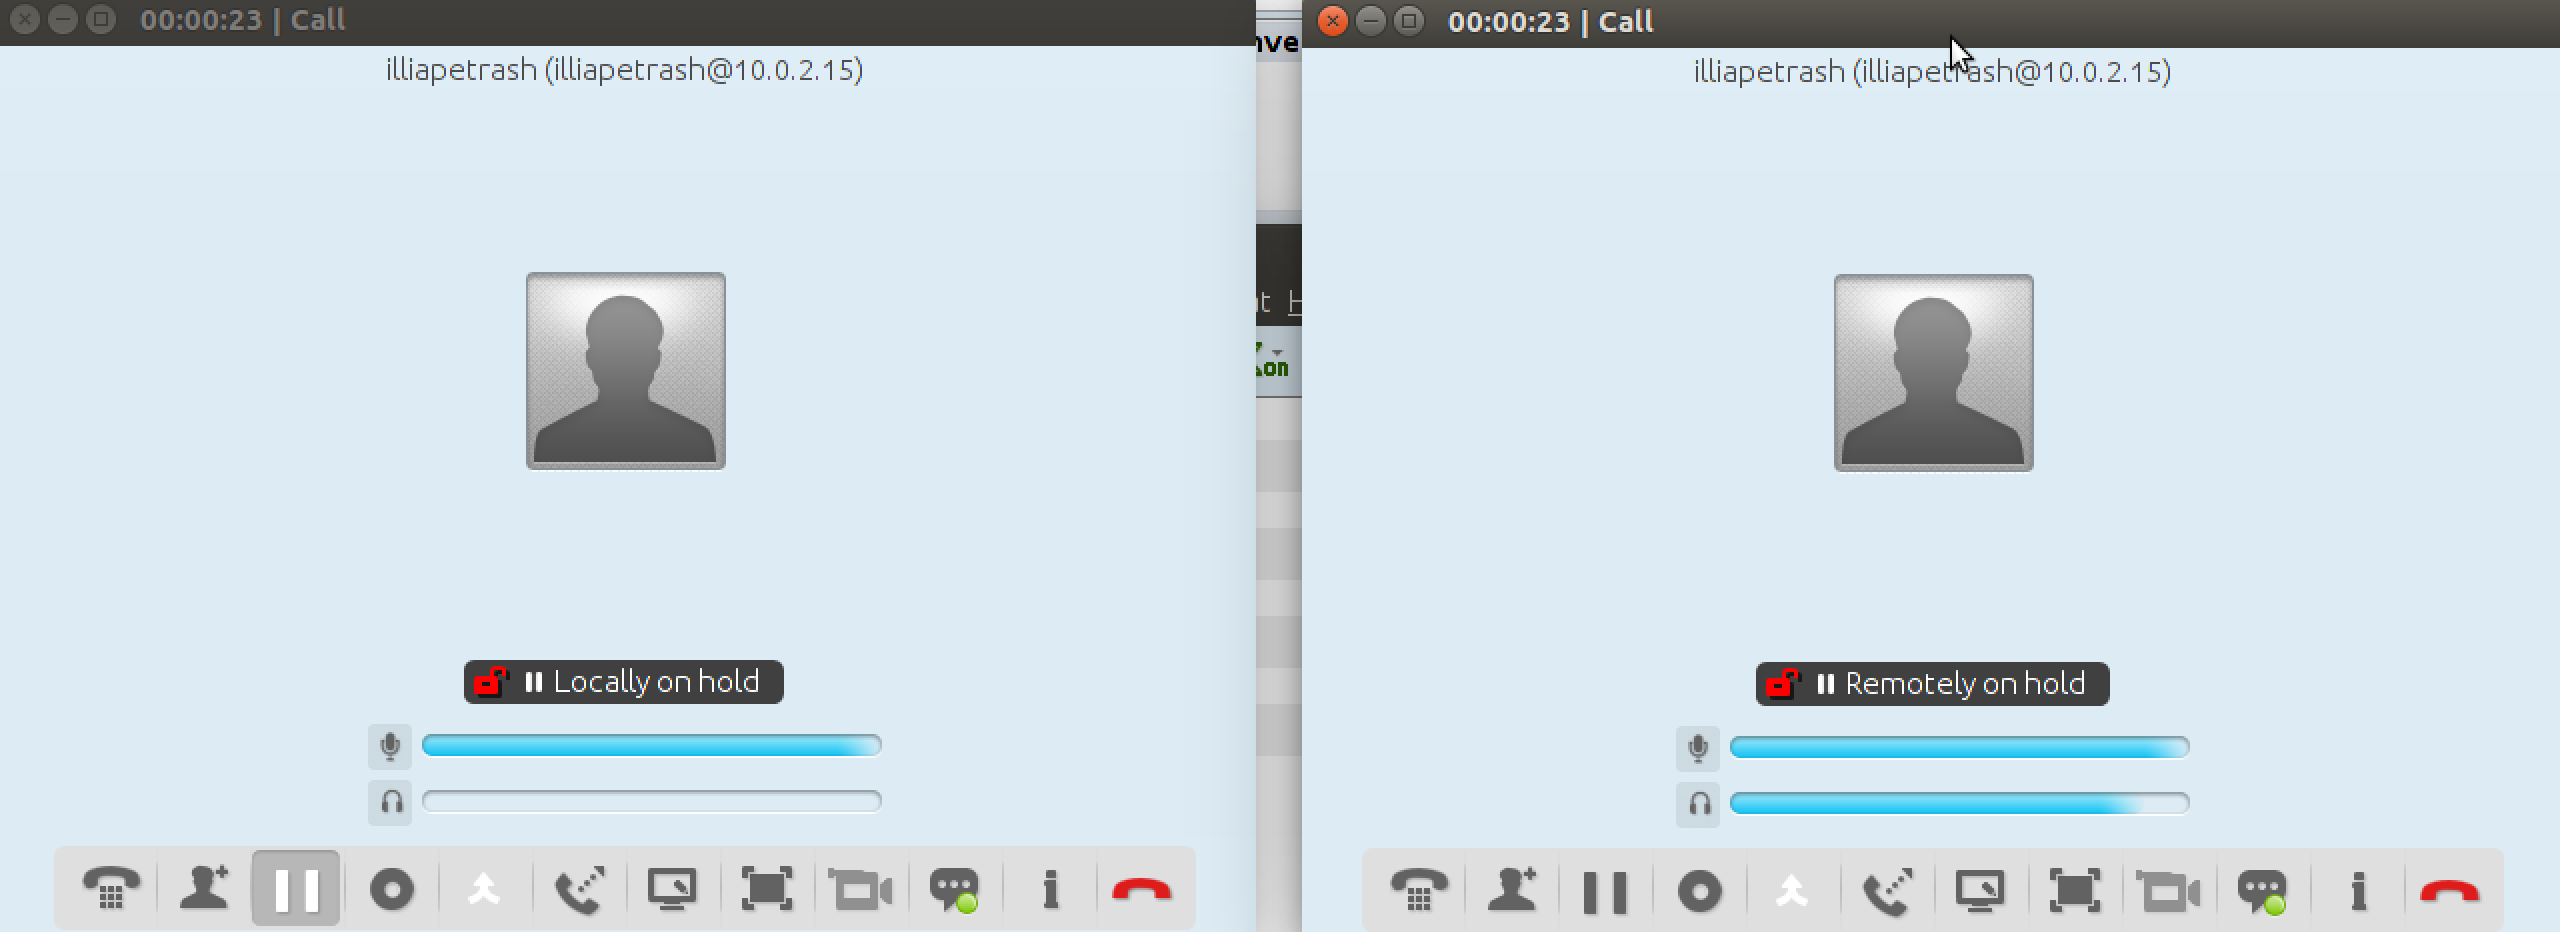 00:00:23 | Call
illiapetrash (illiapetrash@10.0.2.15)
Locally on hold
on
00:00:23 | Call
illiapetrash (illiapetrash@10.0.2.15)
Remotely on hold